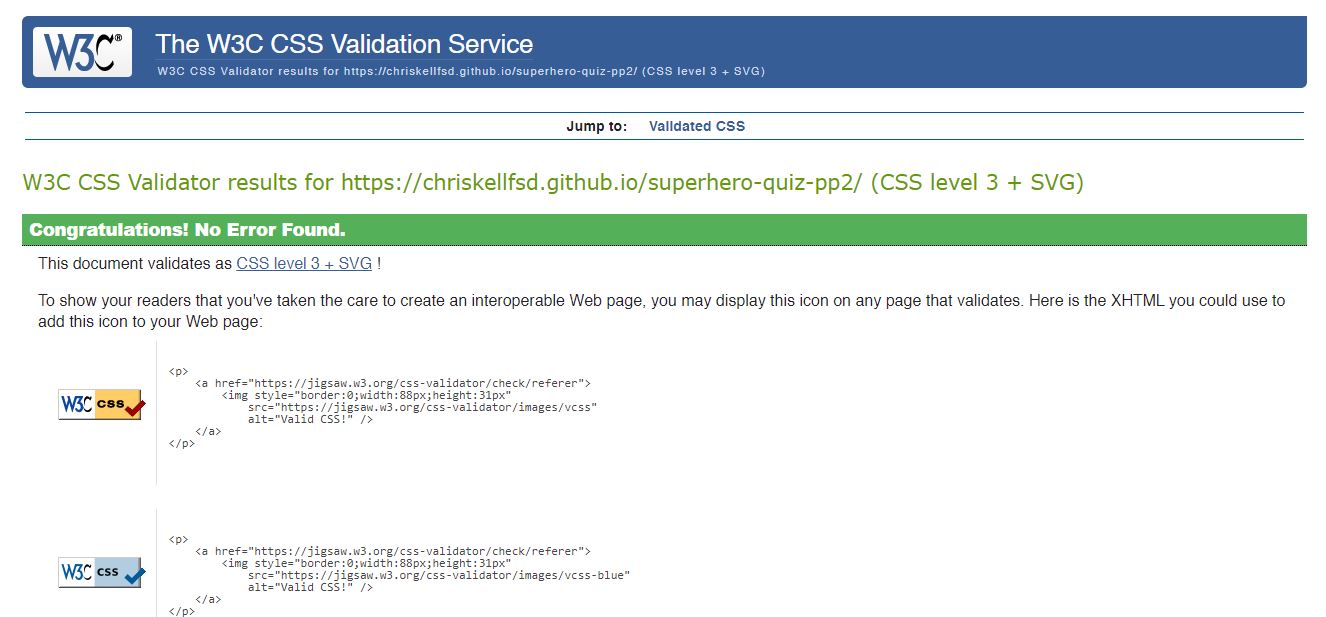 W3C®
The W3C CSS Validation Service
W3C CSS Validator results for https://chriskellfsd.github.io/superhero-quiz-pp2/ (CSS level 3 + SVG)
Jump to: Validated CSS
W3C CSS Validator results for https://chriskellfsd.github.io/superhero-quiz-pp2/ (CSS level 3 + SVG)
Congratulations! No Error Found.
This document validates as CSS level 3 + SVG !
To show your readers that you've taken the care to create an interoperable Web page, you may display this icon on any page that validates. Here is the XHTML you could use to
add this icon to your Web page:
W3C css
<p>
<a href="https://jigsaw.w3.org/css-validator/check/referer">
<img style="border:0;width:88px;height:31px"
src="https://jigsaw.w3.org/css-validator/images/vcss"
alt="Valid CSS!" />
</a>
</p>
W3C css
<p>
<a href="https://jigsaw.w3.org/css-validator/check/referer">
<img style="border:0;width:88px;height:31px"
src="https://jigsaw.w3.org/css-validator/images/vcss-blue"
alt="Valid CSS!" />
</a>
</p>